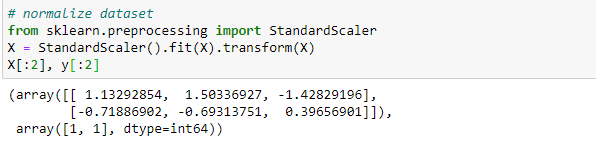 # normalize dataset
from sklearn.preprocessing import StandardScaler
X = StandardScaler().fit(X).transform(X)
X[:2], y[:2]
(array([[ 1.13292854,  1.50336927, -1.42829196],
        [-0.71886902, -0.69313751,  0.39656901]]),
 array([1, 1], dtype=int64))